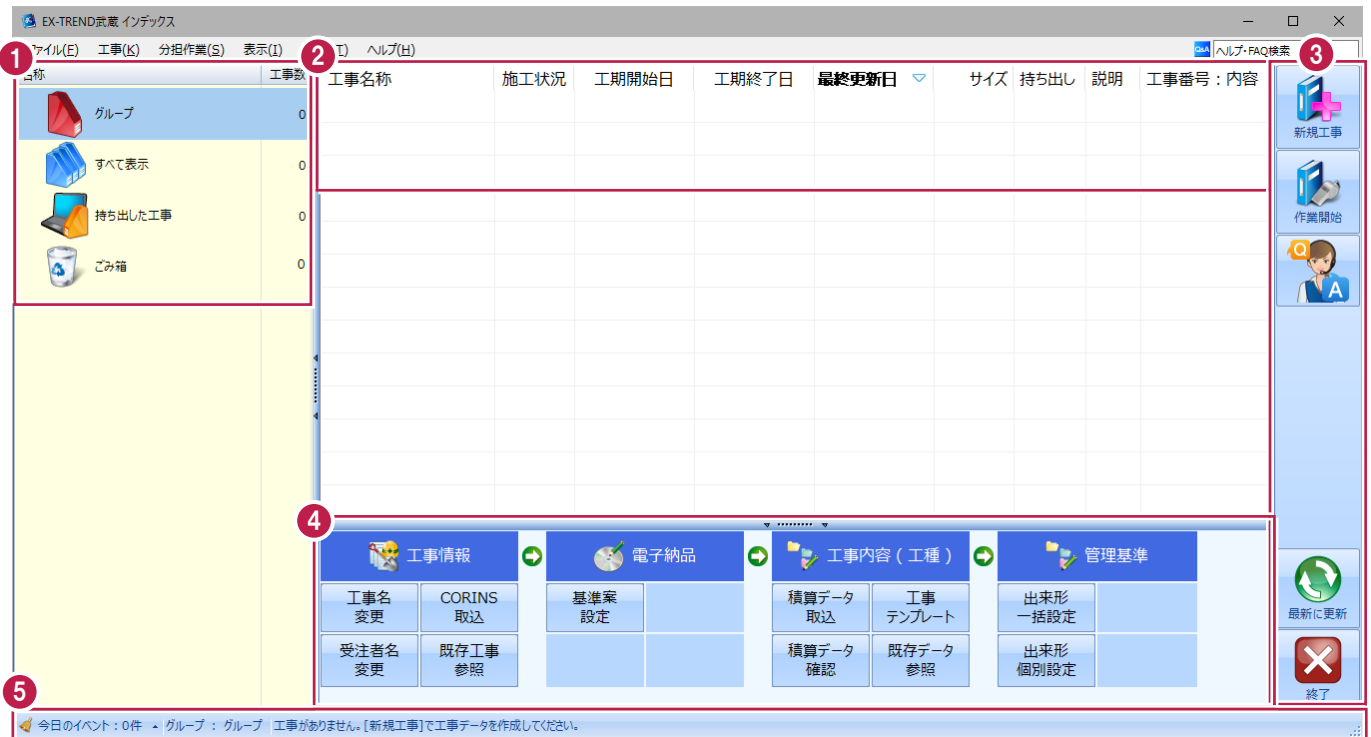 EX-TREND武蔵 インデックス
ァイル(F) 工事(K) 分担作業(S) 表示(I) T) ヘルプ(H)
Q&A ヘルプ・FAQ検索
1
2
3
名称 工事数
グループ 0
すべて表示 0
持ち出した工事 0
ごみ箱 0
工事名称 施工状況 工期開始日 工期終了日 最終更新日 サイズ 持ち出し 説明 工事番号:内容
新規工事
作業開始
Q
A
最新に更新
終了
4
工事情報 電子納品 工事内容(工種) 管理基準
工事名
変更
CORINS
取込
基準案
設定
積算データ
取込
工事
テンプレート
出来形
一括設定
受注者名
変更
既存工事
参照
積算データ
確認
既存データ
参照
出来形
個別設定
5
今日のイベント:0件 グループ : グループ 工事がありません。[新規工事]で工事データを作成してください。